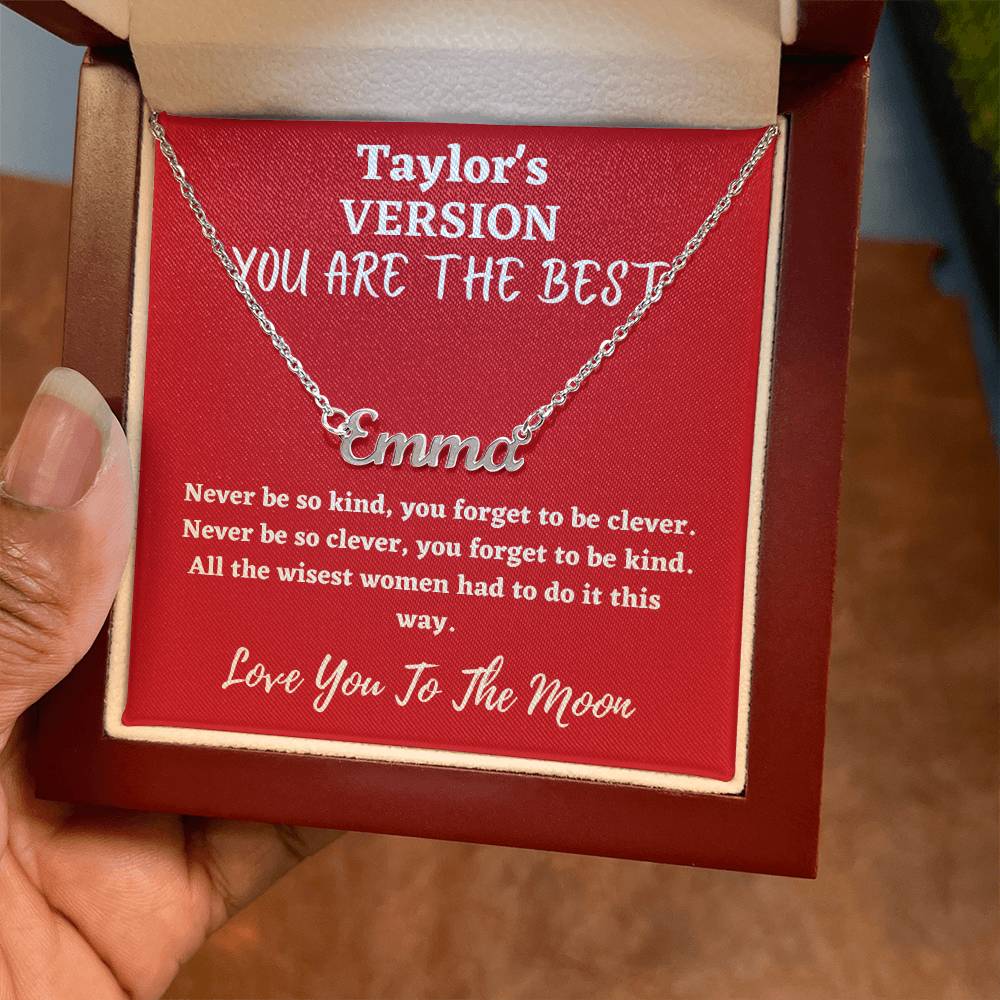 Taylor's
VERSION
YOU ARE THE BEST
Emma
Never be so kind, you forget to be clever.
Never be so clever, you forget to be kind.
All the wisest women had to do it this
way.
Love You To The Moon